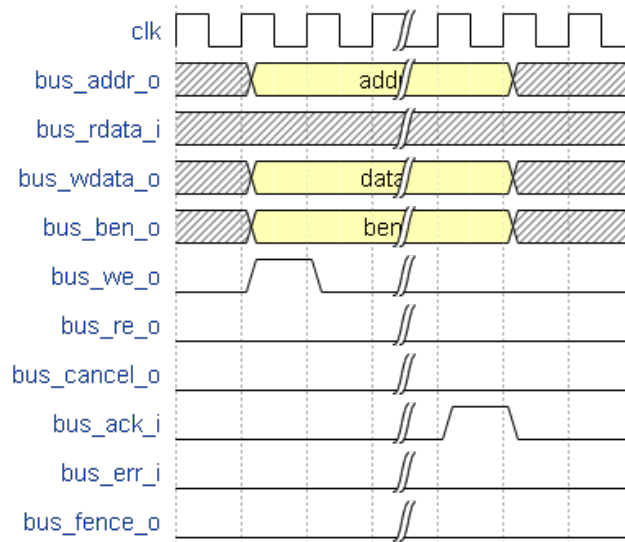 clk
bus_addr_o
addr
bus_rdata_i
bus_wdata_o
data
bus_ben_o
ben
bus_we_o
bus_re_o
bus_cancel_o
bus_ack_i
bus_err_i
bus_fence_o